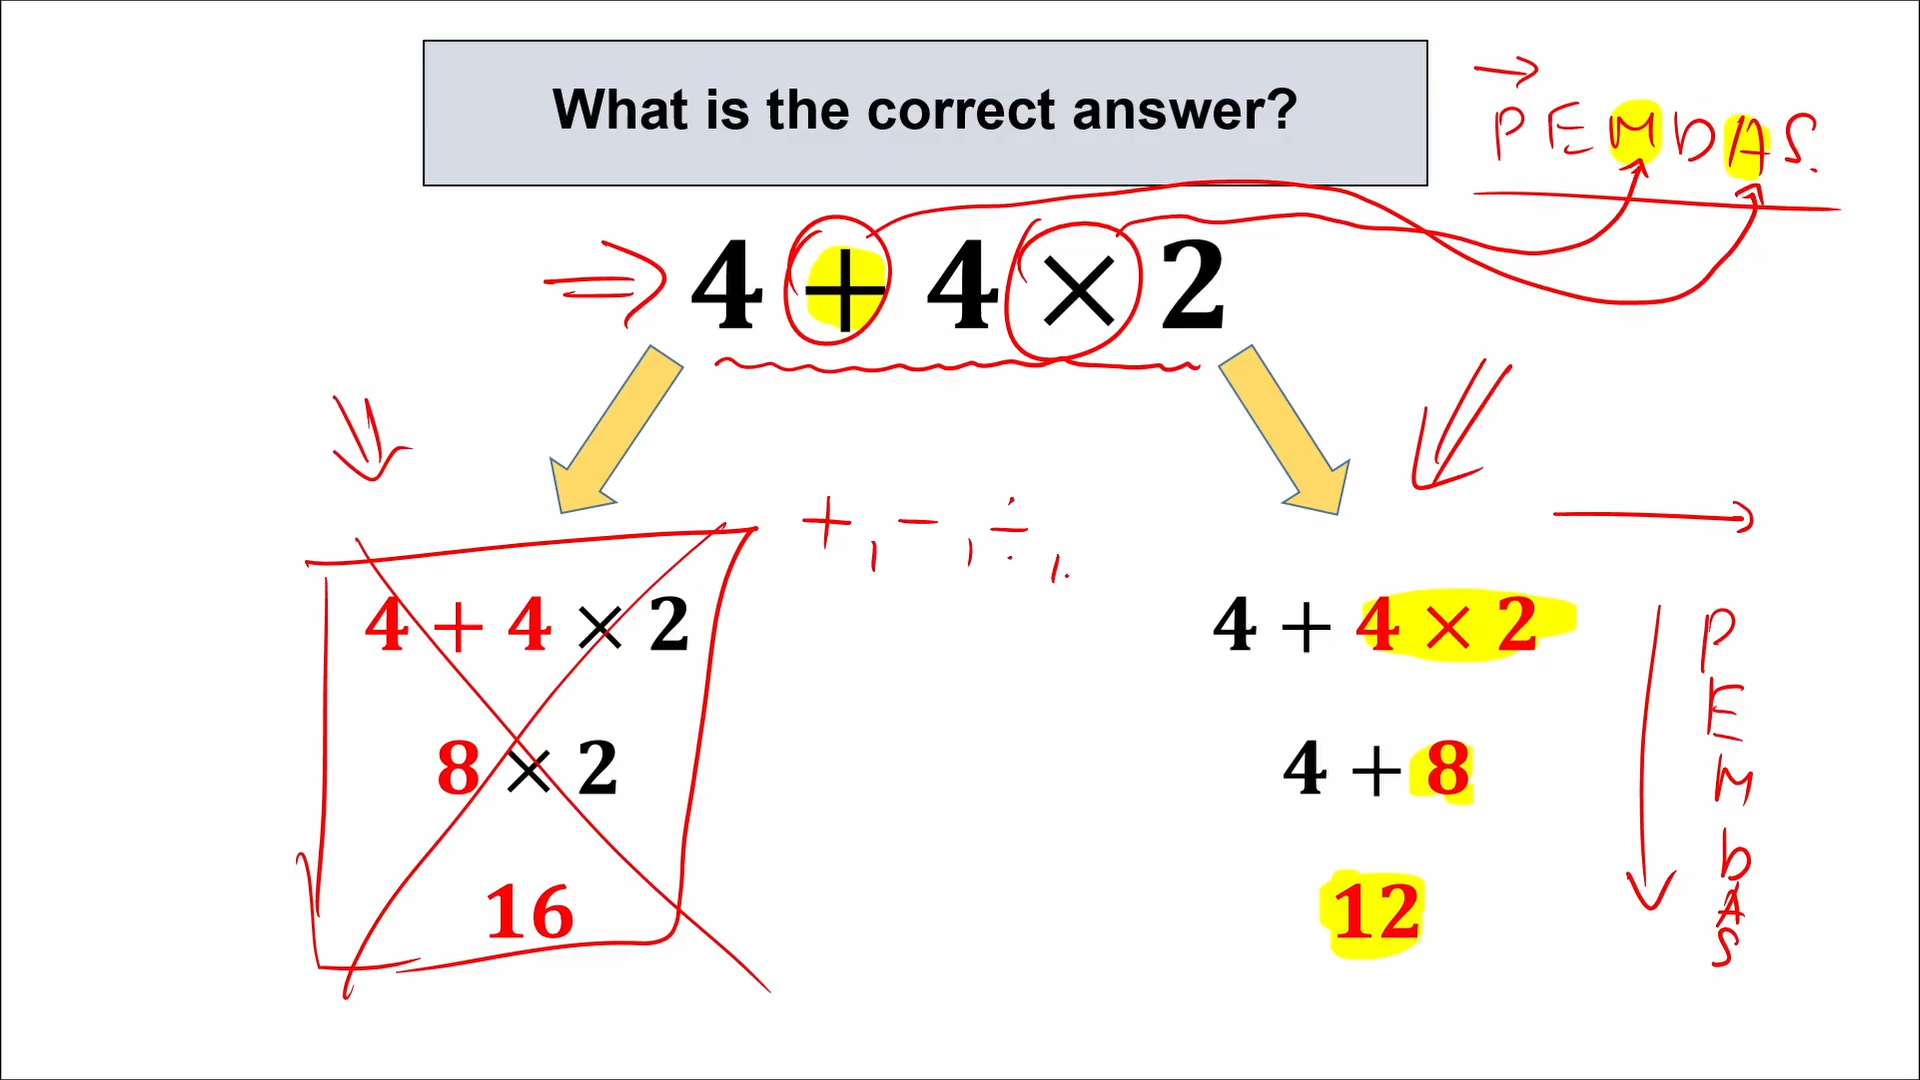 What is the correct answer?
PEMDAS.
4 + 4 × 2
+, -, ÷, .
4 + 4 × 2
8 × 2
16
4 + 4 × 2
4 + 8
12
P
E
M
D
A
S